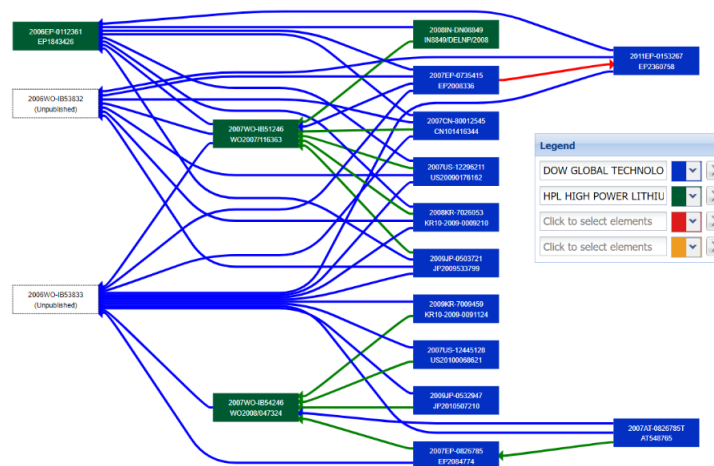 2006EP-0112361
EP1843426
2006WO-IB53832
(Unpublished)
2006WO-IB53833
(Unpublished)
2007WO-IB51246
WO2007/116363
2007WO-IB54246
WO2008/047324
2008IN-DN08849
IN8849/DELNP/2008
2007EP-0735415
EP2008336
2007CN-80012545
CN101416344
2007US-12296211
US20090176162
2008KR-7026053
KR10-2009-0009210
2009JP-0503721
JP2009533799
2009KR-7009459
KR10-2009-0091124
2007US-12445128
US20100068621
2009JP-0532947
JP2010507210
2007EP-0826785
EP2084774
2011EP-0153267
EP2360758
2007AT-0826785T
AT548765
Legend
DOW GLOBAL TECHNOLO
HPL HIGH POWER LITHIU
Click to select elements
Click to select elements